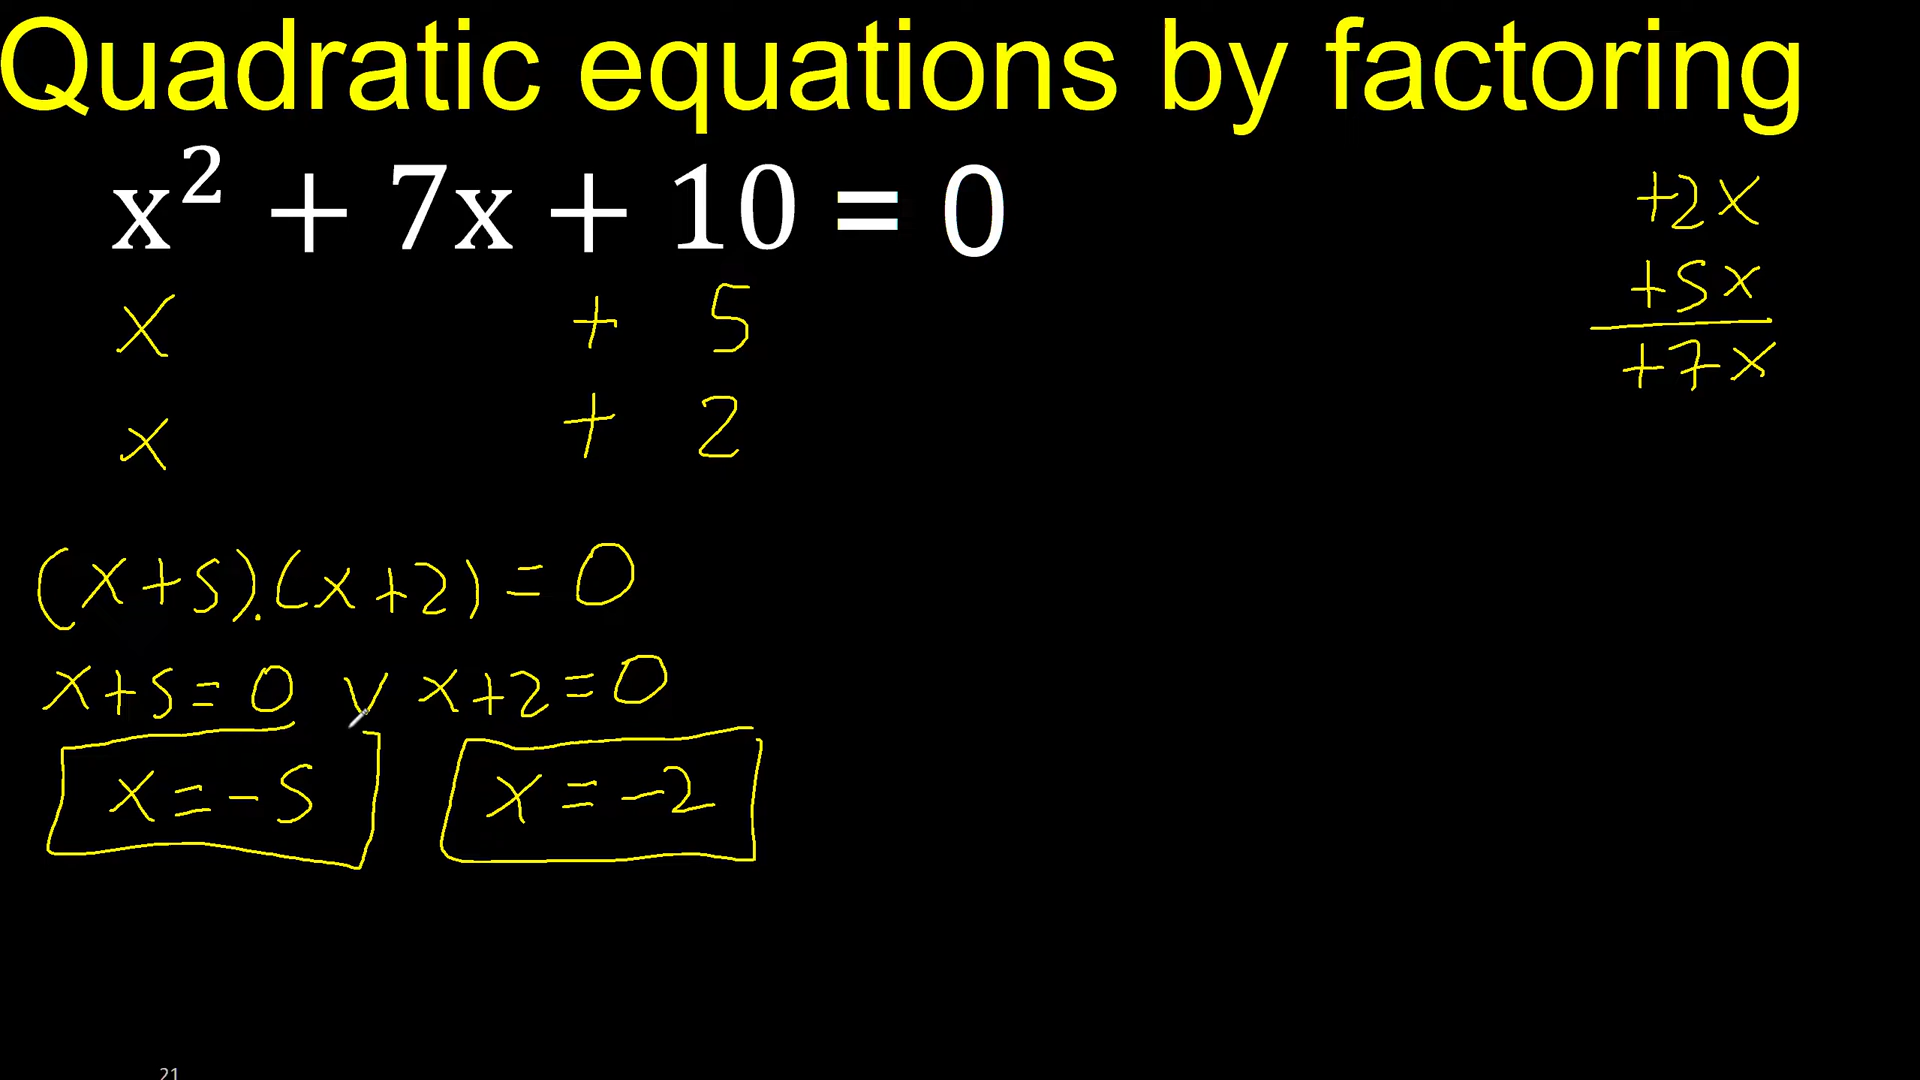 Quadratic equations by factoring
x² + 7x + 10 = 0
+2x
x + 5
+5x
+7x
x + 2
(x+5).(x+2) = 0
x+5=0 v x+2=0
x=-5 x=-2
21